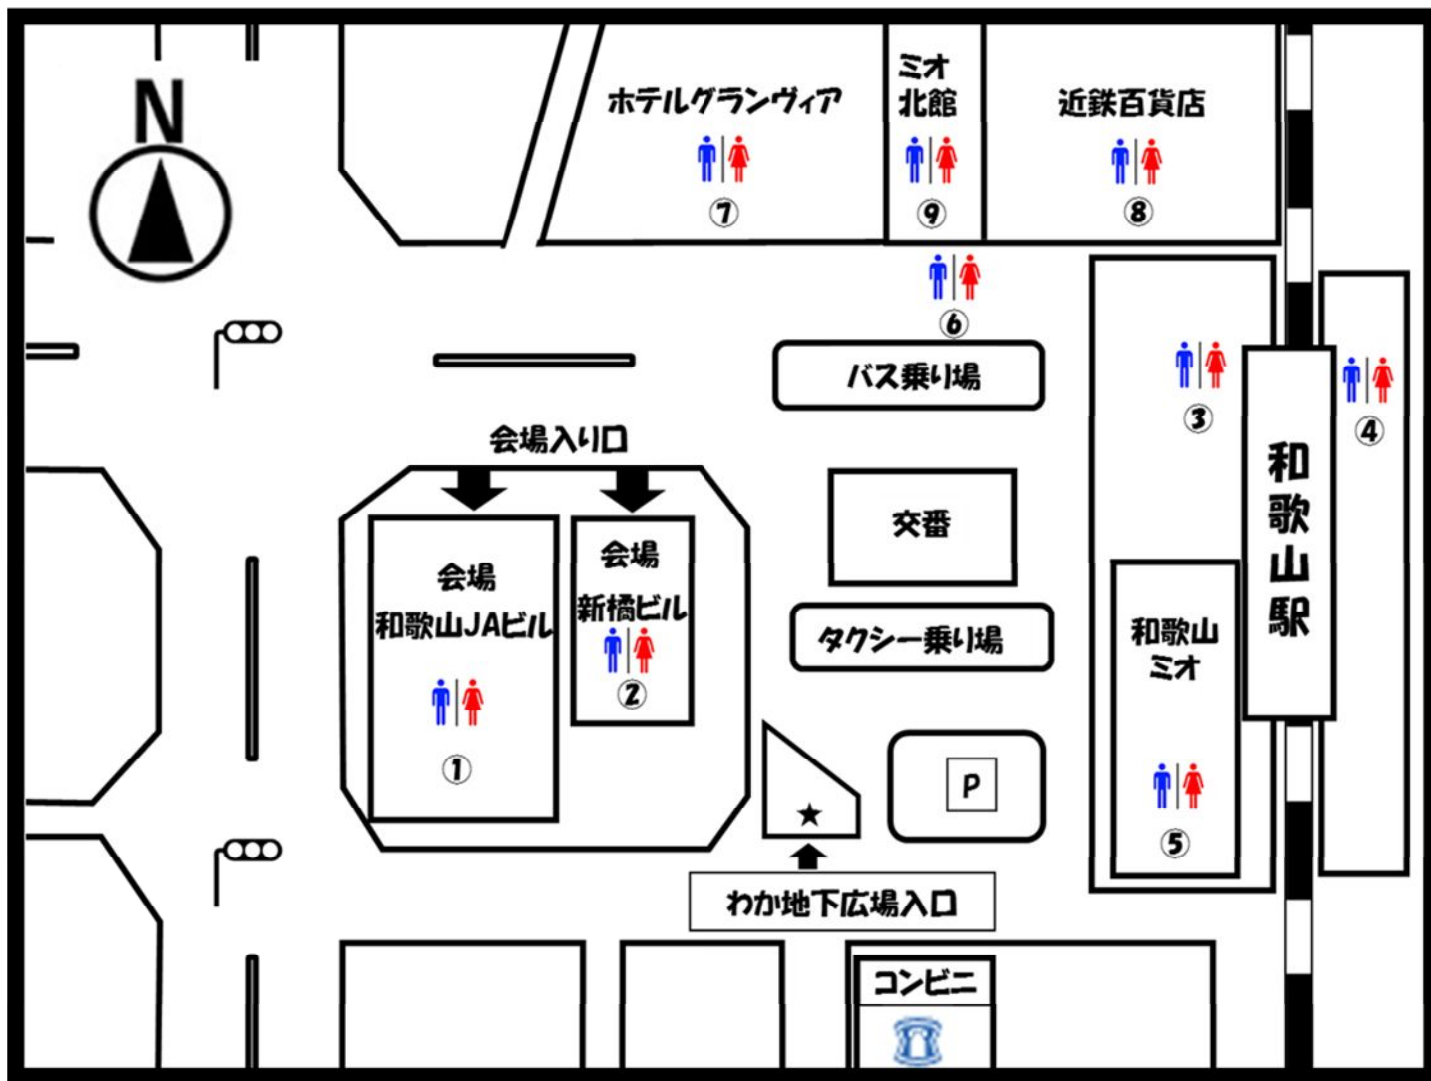 N
ホテルグランヴィア
⑦
ミオ
北館
⑨
近鉄百貨店
⑧
⑥
バス乗り場
③
④
会場入り口
和歌山駅
交番
会場
和歌山JAビル
①
会場
新橋ビル
②
タクシー乗り場
和歌山
ミオ
⑤
P
★
わか地下広場入口
コンビニ